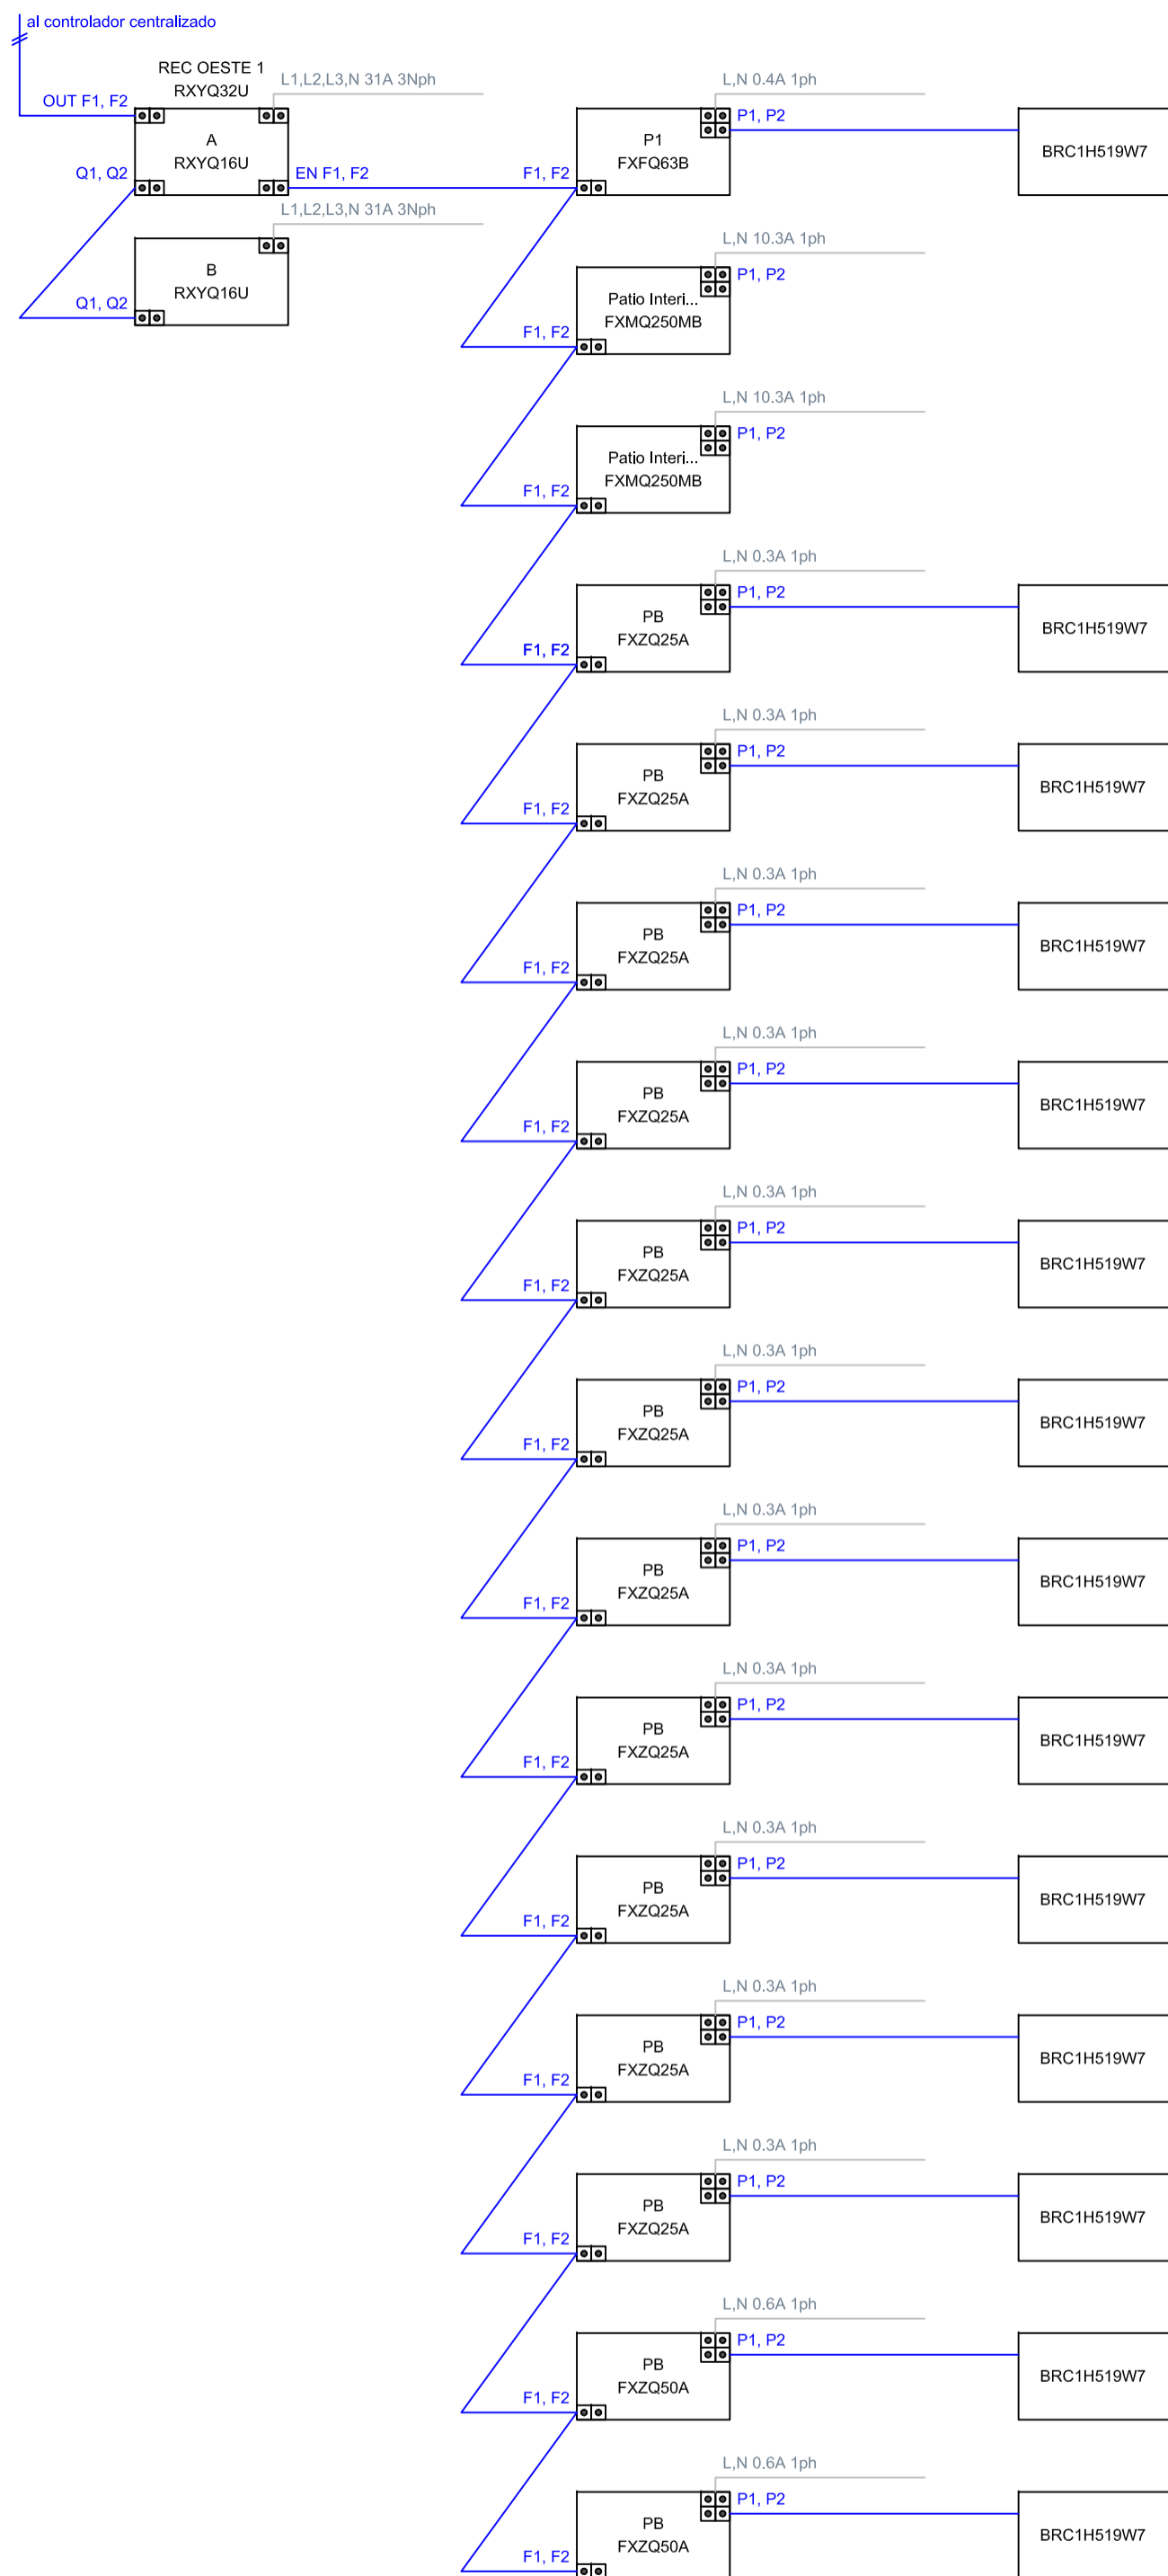 al controlador centralizado
REC OESTE 1
RXYQ32U
L1,L2,L3,N 31A 3Nph
OUT F1, F2
A
RXYQ16U
Q1, Q2
EN F1, F2
L1,L2,L3,N 31A 3Nph
B
RXYQ16U
Q1, Q2
L,N 0.4A 1ph
P1, P2
P1
FXFQ63B
F1, F2
BRC1H519W7
L,N 10.3A 1ph
P1, P2
Patio Interi...
FXMQ250MB
F1, F2
L,N 10.3A 1ph
P1, P2
Patio Interi...
FXMQ250MB
F1, F2
L,N 0.3A 1ph
P1, P2
PB
FXZQ25A
F1, F2
BRC1H519W7
L,N 0.3A 1ph
P1, P2
PB
FXZQ25A
F1, F2
BRC1H519W7
L,N 0.3A 1ph
P1, P2
PB
FXZQ25A
F1, F2
BRC1H519W7
L,N 0.3A 1ph
P1, P2
PB
FXZQ25A
F1, F2
BRC1H519W7
L,N 0.3A 1ph
P1, P2
PB
FXZQ25A
F1, F2
BRC1H519W7
L,N 0.3A 1ph
P1, P2
PB
FXZQ25A
F1, F2
BRC1H519W7
L,N 0.3A 1ph
P1, P2
PB
FXZQ25A
F1, F2
BRC1H519W7
L,N 0.3A 1ph
P1, P2
PB
FXZQ25A
F1, F2
BRC1H519W7
L,N 0.3A 1ph
P1, P2
PB
FXZQ25A
F1, F2
BRC1H519W7
L,N 0.3A 1ph
P1, P2
PB
FXZQ25A
F1, F2
BRC1H519W7
L,N 0.3A 1ph
P1, P2
PB
FXZQ25A
F1, F2
BRC1H519W7
L,N 0.6A 1ph
P1, P2
PB
FXZQ50A
F1, F2
BRC1H519W7
L,N 0.6A 1ph
P1, P2
PB
FXZQ50A
F1, F2
BRC1H519W7